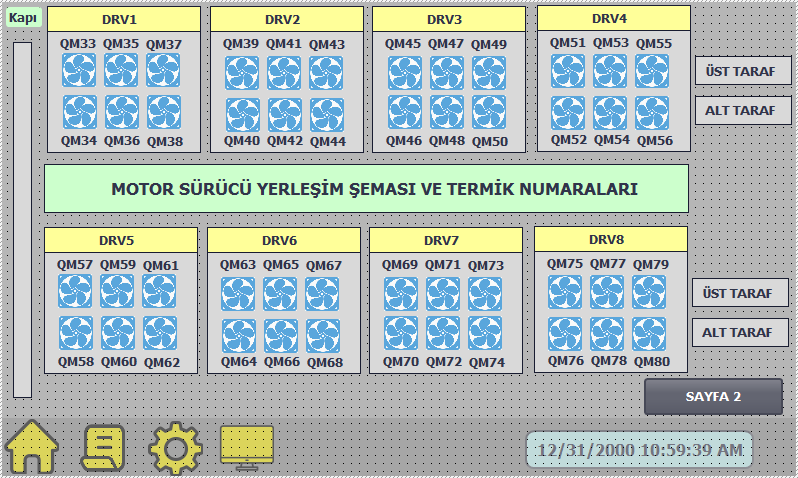 Kapı
DRV1
DRV2
DRV3
DRV4
QM33 QM35 QM37
QM39 QM41 QM43
QM45 QM47 QM49
QM51 QM53 QM55
ÜST TARAF
ALT TARAF
QM34 QM36 QM38
QM40 QM42 QM44
QM46 QM48 QM50
QM52 QM54 QM56
MOTOR SÜRÜCÜ YERLEŞİM ŞEMASI VE TERMİK NUMARALARI
DRV5
DRV6
DRV7
DRV8
QM57 QM59 QM61
QM63 QM65 QM67
QM69 QM71 QM73
QM75 QM77 QM79
ÜST TARAF
ALT TARAF
QM58 QM60 QM62
QM64 QM66 QM68
QM70 QM72 QM74
QM76 QM78 QM80
SAYFA 2
12/31/2000 10:59:39 AM